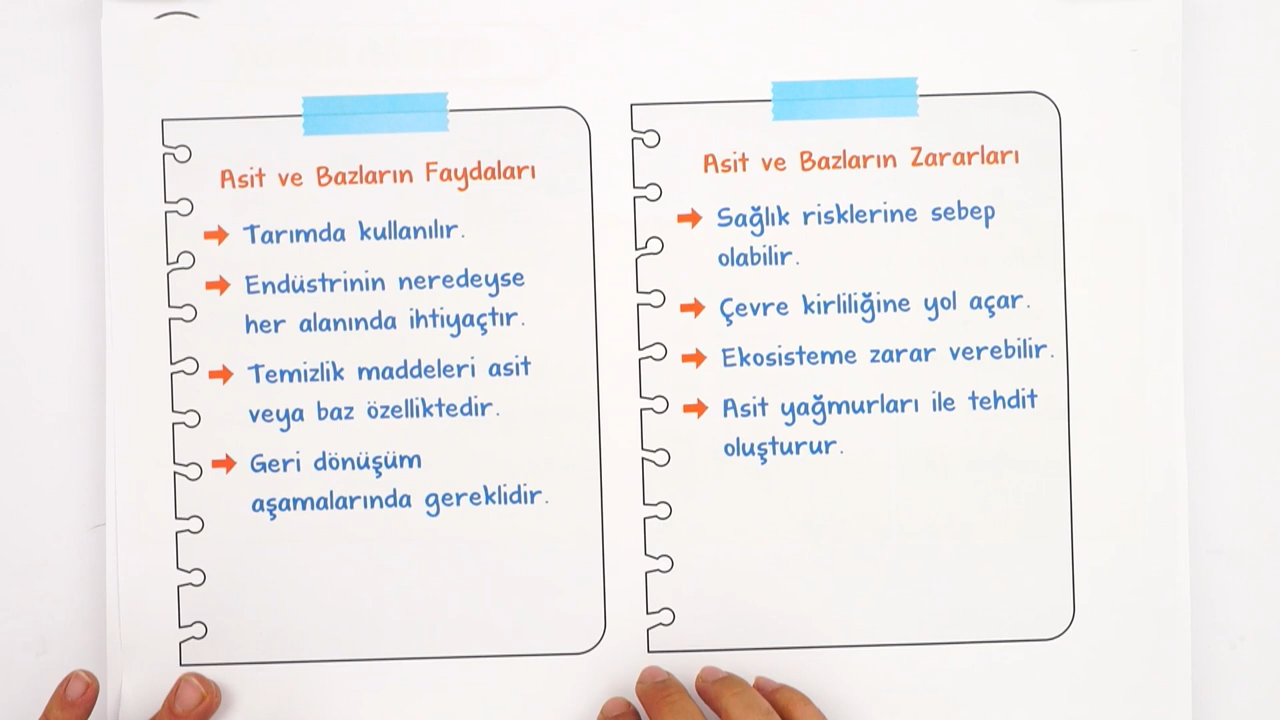 Asit ve Bazların Faydaları
Tarımda kullanılır.
Endüstrinin neredeyse
her alanında ihtiyaçtır.
Temizlik maddeleri asit
veya baz özelliktedir.
Geri dönüşüm
aşamalarında gereklidir.
Asit ve Bazların Zararları
Sağlık risklerine sebep
olabilir.
Çevre kirliliğine yol açar.
Ekosisteme zarar verebilir.
Asit yağmurları ile tehdit
oluşturur.